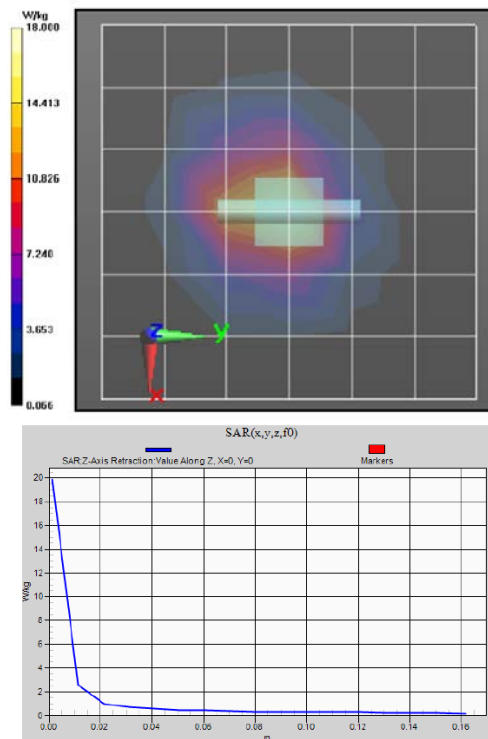 W/kg
18.000
14.413
10.826
7.240
3.653
0.066
Z
y
x
SAR(x,y,z,f0)
SAR:Z-Axis Retraction:Value Along Z, X=0, Y=0
Markers
20
18
16
14
12
10
8
6
4
2
0
W/kg
0.00 0.02 0.04 0.06 0.08 0.10 0.12 0.14 0.16
m